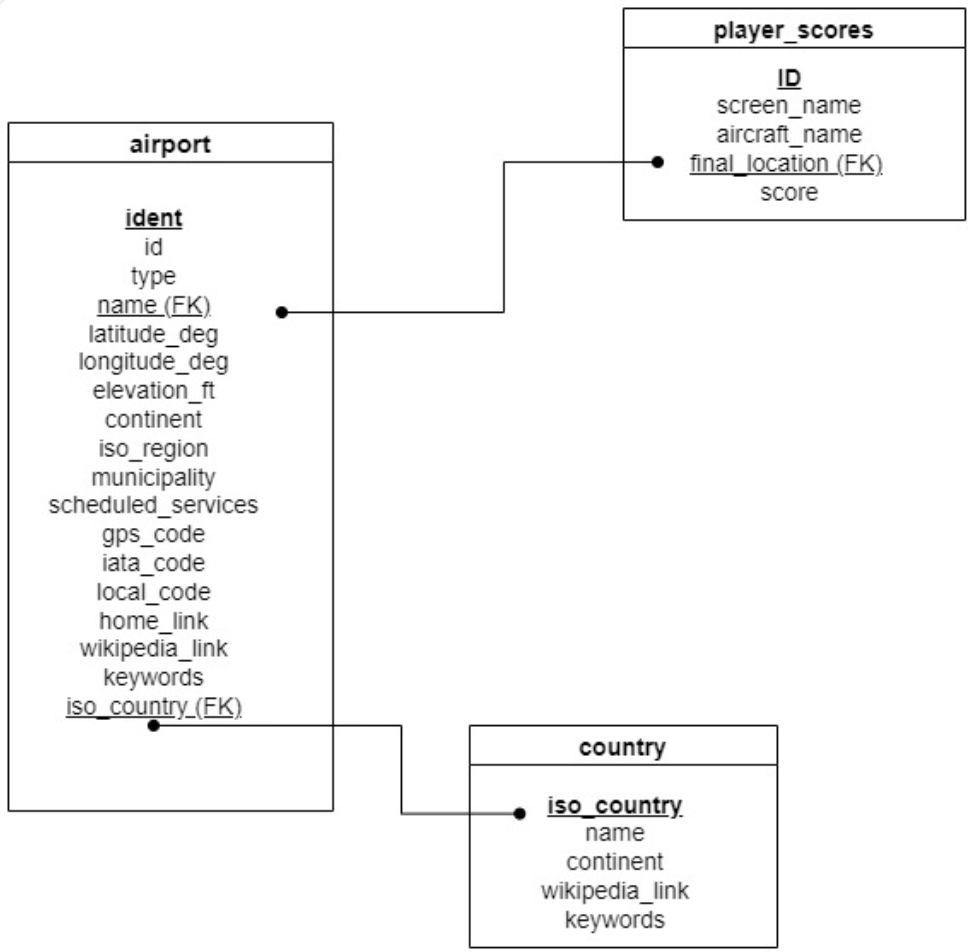 player_scores
ID
screen_name
aircraft_name
final_location (FK)
score
airport
ident
id
type
name (FK)
latitude_deg
longitude_deg
elevation_ft
continent
iso_region
municipality
scheduled_services
gps_code
iata_code
local_code
home_link
wikipedia_link
keywords
iso_country (FK)
country
iso_country
name
continent
wikipedia_link
keywords